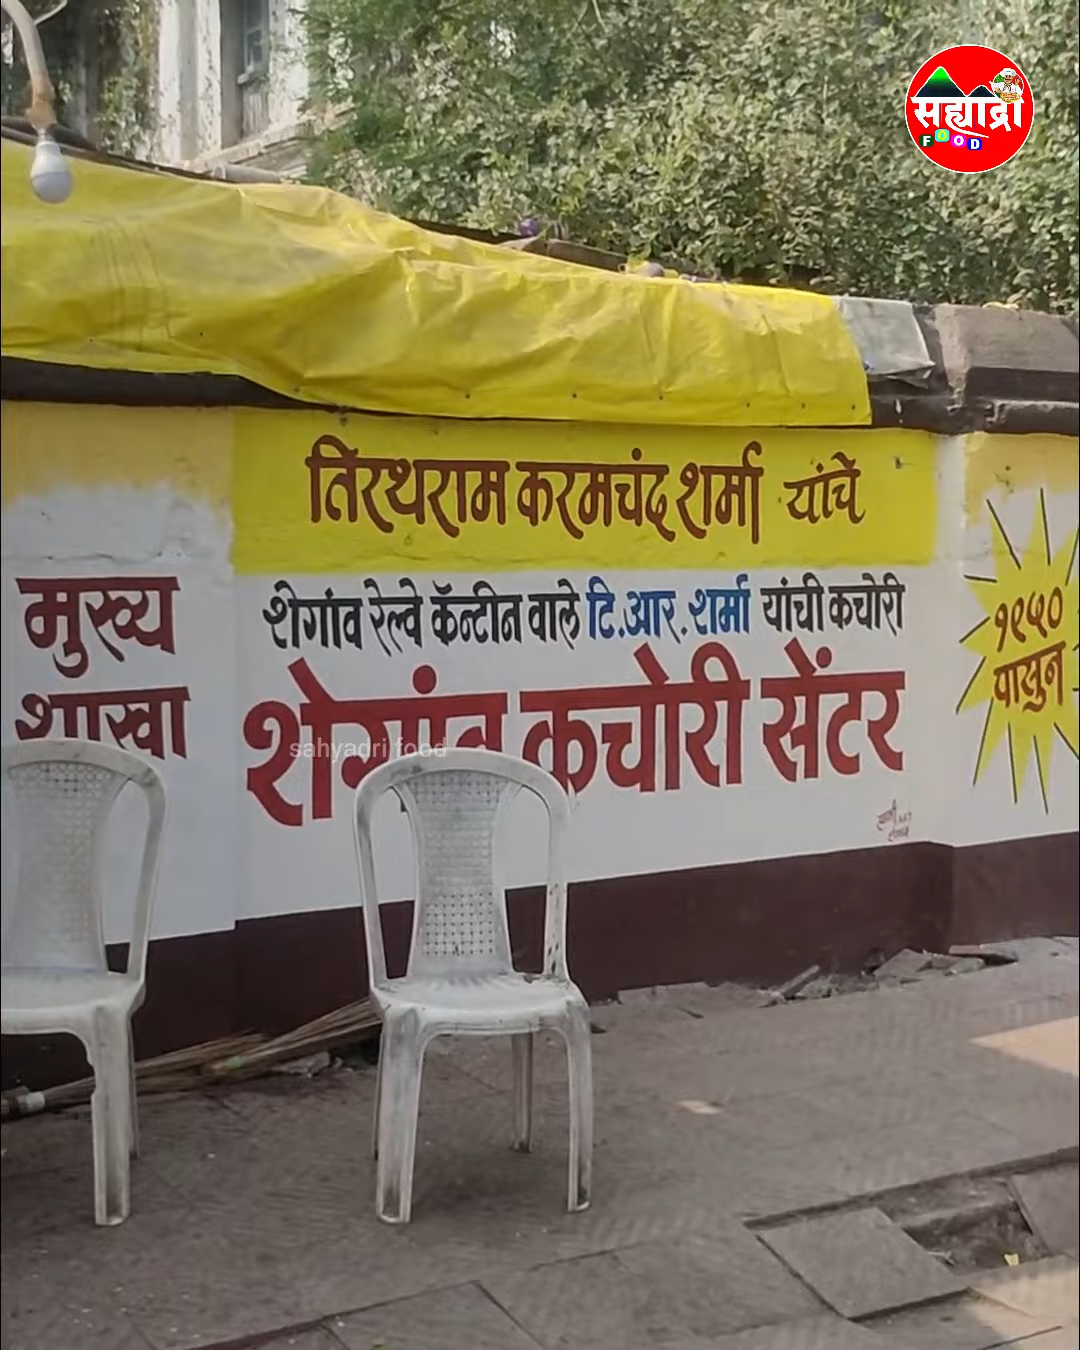 सह्याद्री
FOOD
तिरथराम करमचंद शर्मा यांचे
मुख्य
शाखा
शेगांव रेल्वे कॅन्टीन वाले टि.आर. शर्मा यांची कचोरी
शेगांव कचोरी सेंटर
१९५० 
पासुन
sahyadri food